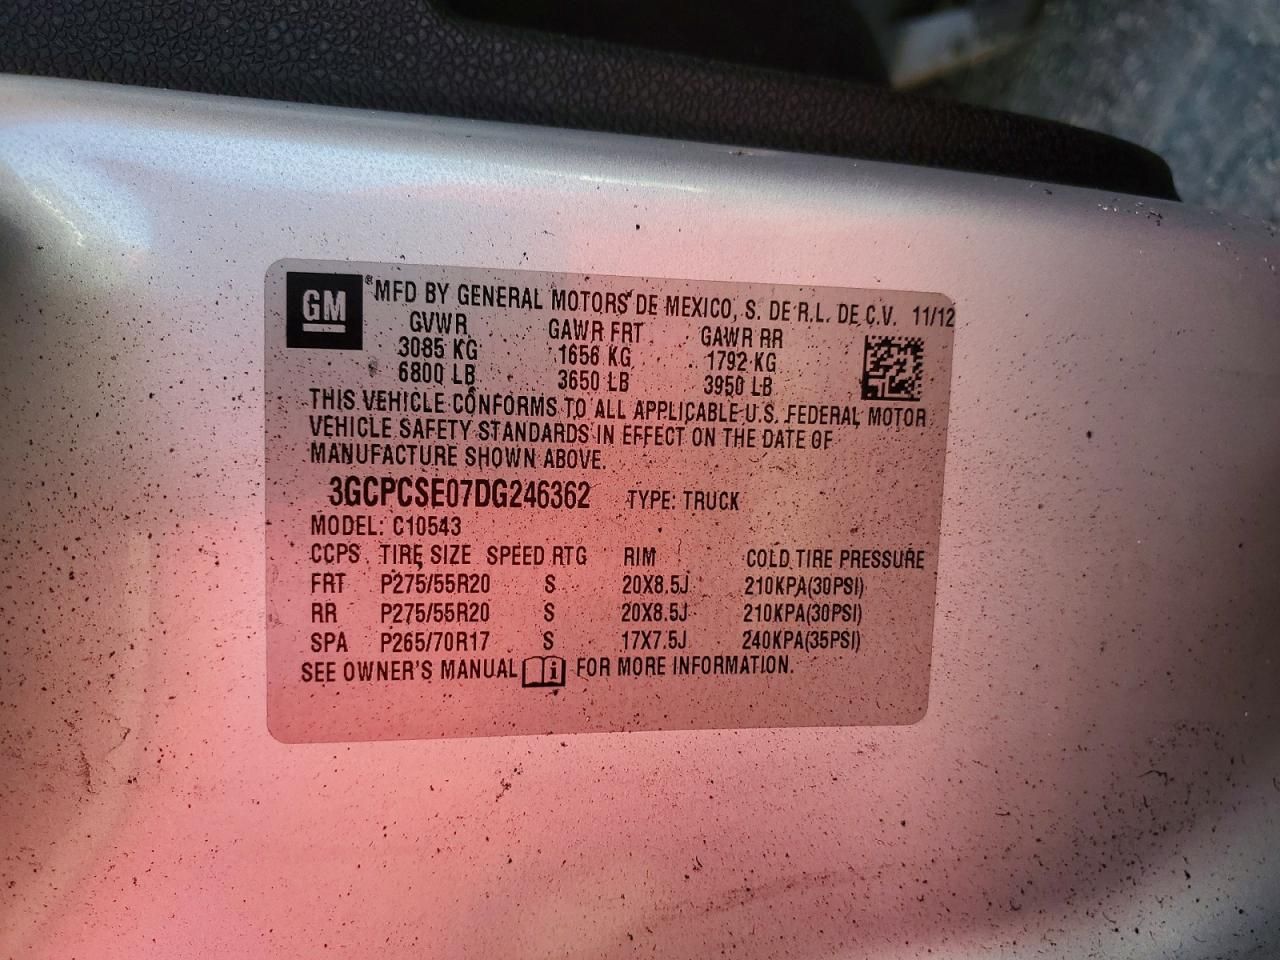 GM ® MFD BY GENERAL MOTORS DE MEXICO, S. DE R.L. DE C.V. 11/12
GVWR GAWR FRT GAWR RR
3085 KG 1656 KG 1792 KG
6800 LB 3650 LB 3950 LB
THIS VEHICLE CONFORMS TO ALL APPLICABLE U.S. FEDERAL MOTOR
VEHICLE SAFETY STANDARDS IN EFFECT ON THE DATE OF
MANUFACTURE SHOWN ABOVE.
3GCPCSE07DG246362 TYPE: TRUCK
MODEL: C10543
CCPS TIRE SIZE SPEED RTG RIM COLD TIRE PRESSURE
FRT P275/55R20 S 20X8.5J 210KPA(30PSI)
RR P275/55R20 S 20X8.5J 210KPA(30PSI)
SPA P265/70R17 S 17X7.5J 240KPA(35PSI)
SEE OWNER'S MANUAL i FOR MORE INFORMATION.